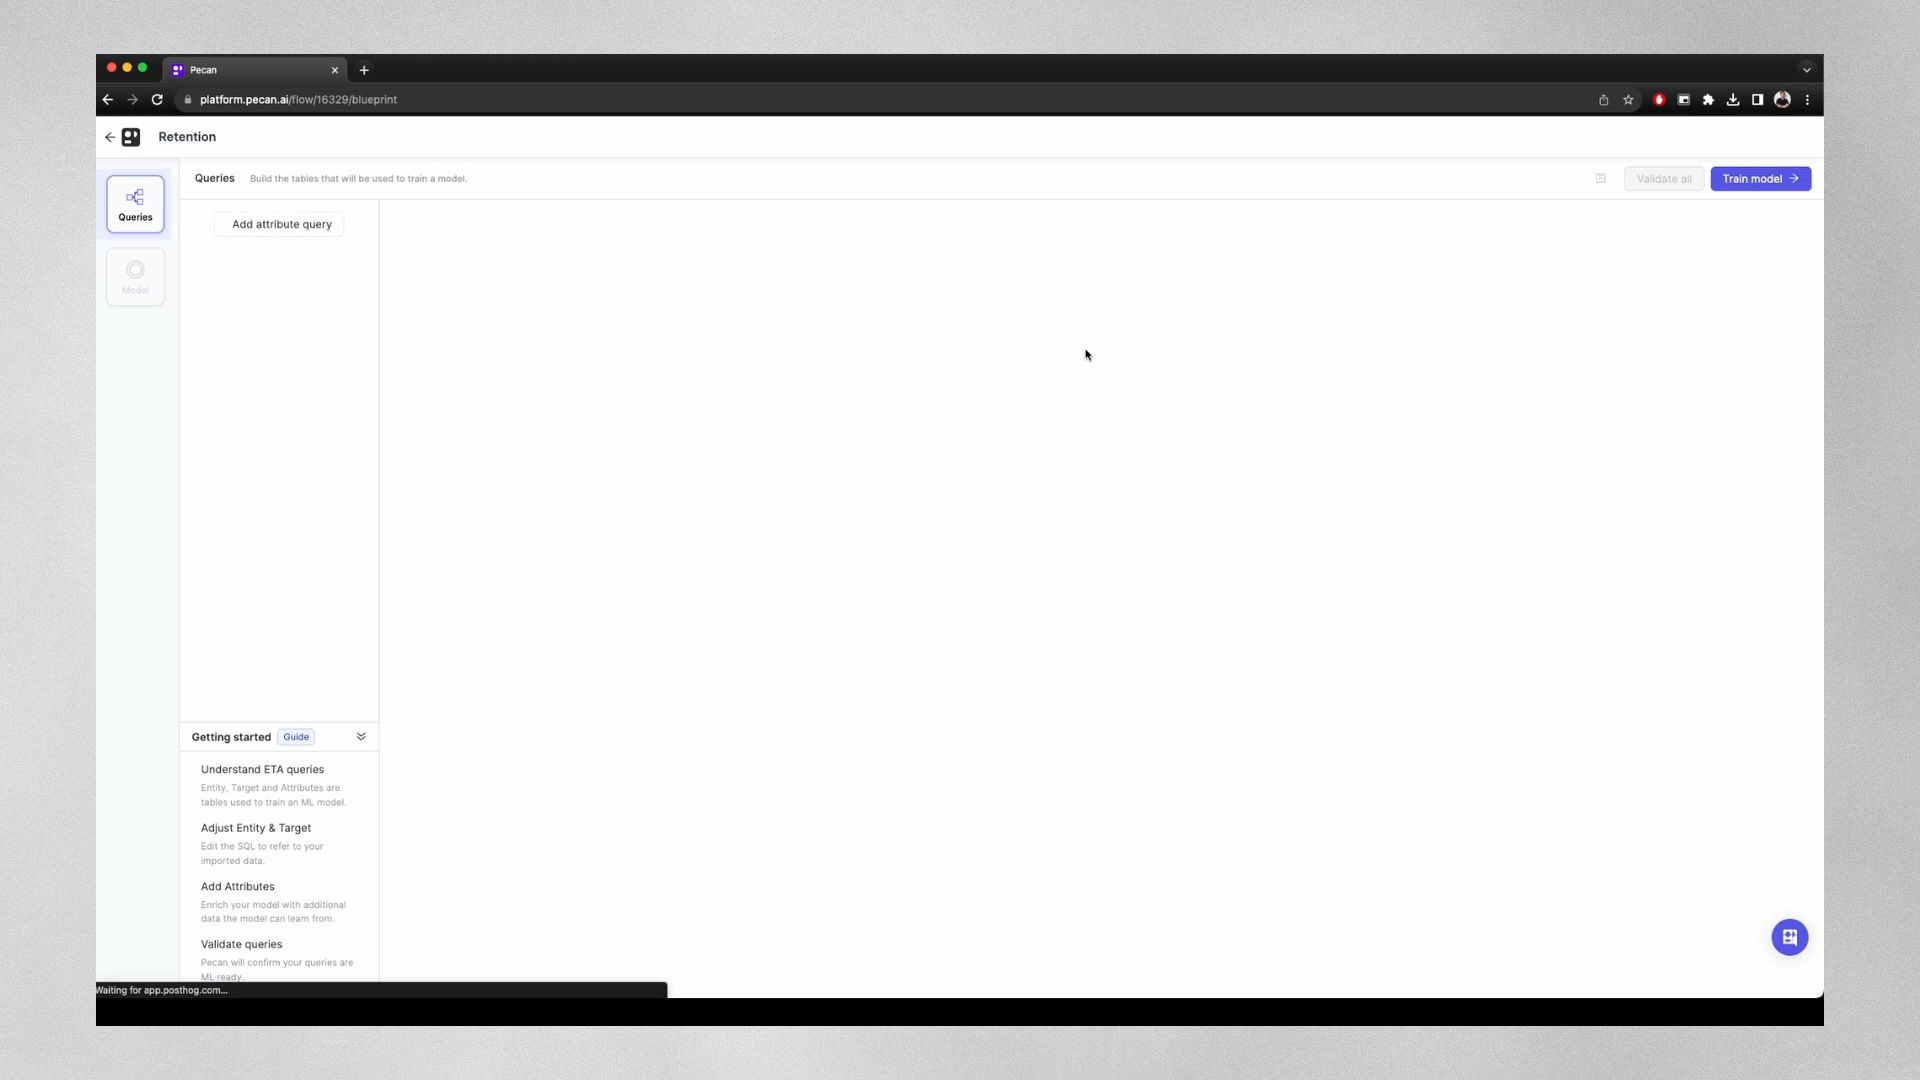 Pecan
platform.pecan.ai/flow/16329/blueprint
Retention
Queries Build the tables that will be used to train a model.
Validate all
Train model
Queries
Add attribute query
Model
Getting started Guide
Understand ETA queries
Entity, Target and Attributes are
tables used to train an ML model.
Adjust Entity & Target
Edit the SQL to refer to your
imported data.
Add Attributes
Enrich your model with additional
data the model can learn from.
Validate queries
Pecan will confirm your queries are
ML ready.
Waiting for app.posthog.com...